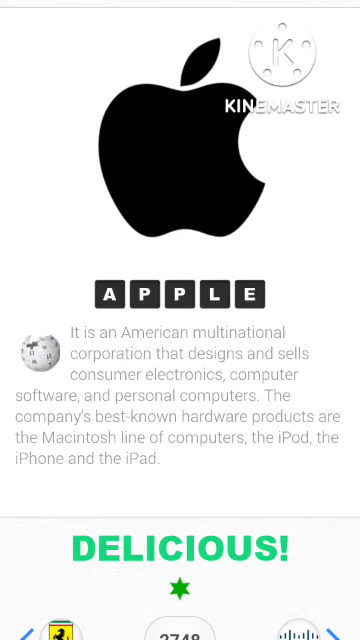 KINEMASTER
APPLE
It is an American multinational
corporation that designs and sells
consumer electronics, computer
software, and personal computers. The
company's best-known hardware products are
the Macintosh line of computers, the iPod, the
iPhone and the iPad.
DELICIOUS!
2748